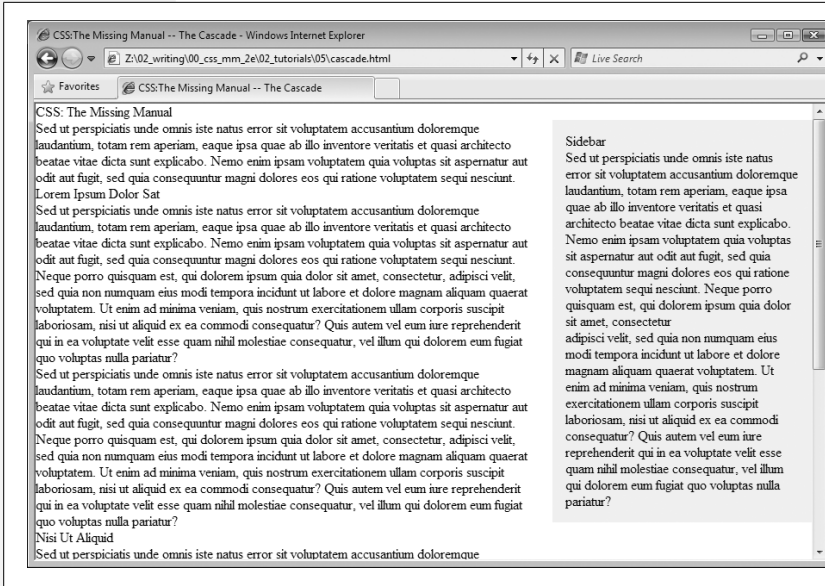 CSS:The Missing Manual -- The Cascade - Windows Internet Explorer
Z:\02_writing\00_css_mm_2e\02_tutorials\05\cascade.html
Live Search
Favorites
CSS:The Missing Manual -- The Cascade
CSS: The Missing Manual
Sed ut perspiciatis unde omnis iste natus error sit voluptatem accusantium doloremque
laudantium, totam rem aperiam, eaque ipsa quae ab illo inventore veritatis et quasi architecto
beatae vitae dicta sunt explicabo. Nemo enim ipsam voluptatem quia voluptas sit aspernatur aut
odit aut fugit, sed quia consequuntur magni dolores eos qui ratione voluptatem sequi nesciunt.
Lorem Ipsum Dolor Sat
Sed ut perspiciatis unde omnis iste natus error sit voluptatem accusantium doloremque
laudantium, totam rem aperiam, eaque ipsa quae ab illo inventore veritatis et quasi architecto
beatae vitae dicta sunt explicabo. Nemo enim ipsam voluptatem quia voluptas sit aspernatur aut
odit aut fugit, sed quia consequuntur magni dolores eos qui ratione voluptatem sequi nesciunt.
Neque porro quisquam est, qui dolorem ipsum quia dolor sit amet, consectetur, adipisci velit,
sed quia non numquam eius modi tempora incidunt ut labore et dolore magnam aliquam quaerat
voluptatem. Ut enim ad minima veniam, quis nostrum exercitationem ullam corporis suscipit
laboriosam, nisi ut aliquid ex ea commodi consequatur? Quis autem vel eum iure reprehenderit
qui in ea voluptate velit esse quam nihil molestiae consequatur, vel illum qui dolorem eum fugiat
quo voluptas nulla pariatur?
Sed ut perspiciatis unde omnis iste natus error sit voluptatem accusantium doloremque
laudantium, totam rem aperiam, eaque ipsa quae ab illo inventore veritatis et quasi architecto
beatae vitae dicta sunt explicabo. Nemo enim ipsam voluptatem quia voluptas sit aspernatur aut
odit aut fugit, sed quia consequuntur magni dolores eos qui ratione voluptatem sequi nesciunt.
Neque porro quisquam est, qui dolorem ipsum quia dolor sit amet, consectetur, adipisci velit,
sed quia non numquam eius modi tempora incidunt ut labore et dolore magnam aliquam quaerat
voluptatem. Ut enim ad minima veniam, quis nostrum exercitationem ullam corporis suscipit
laboriosam, nisi ut aliquid ex ea commodi consequatur? Quis autem vel eum iure reprehenderit
qui in ea voluptate velit esse quam nihil molestiae consequatur, vel illum qui dolorem eum fugiat
quo voluptas nulla pariatur?
Nisi Ut Aliquid
Sed ut perspiciatis unde omnis iste natus error sit voluptatem accusantium doloremque
Sidebar
Sed ut perspiciatis unde omnis iste natus
error sit voluptatem accusantium doloremque
laudantium, totam rem aperiam, eaque ipsa
quae ab illo inventore veritatis et quasi
architecto beatae vitae dicta sunt explicabo.
Nemo enim ipsam voluptatem quia voluptas
sit aspernatur aut odit aut fugit, sed quia
consequuntur magni dolores eos qui ratione
voluptatem sequi nesciunt. Neque porro
quisquam est, qui dolorem ipsum quia dolor
sit amet, consectetur
adipisci velit, sed quia non numquam eius
modi tempora incidunt ut labore et dolore
magnam aliquam quaerat voluptatem. Ut
enim ad minima veniam, quis nostrum
exercitationem ullam corporis suscipit
laboriosam, nisi ut aliquid ex ea commodi
consequatur? Quis autem vel eum iure
reprehenderit qui in ea voluptate velit esse
quam nihil molestiae consequatur, vel illum
qui dolorem eum fugiat quo voluptas nulla
pariatur?